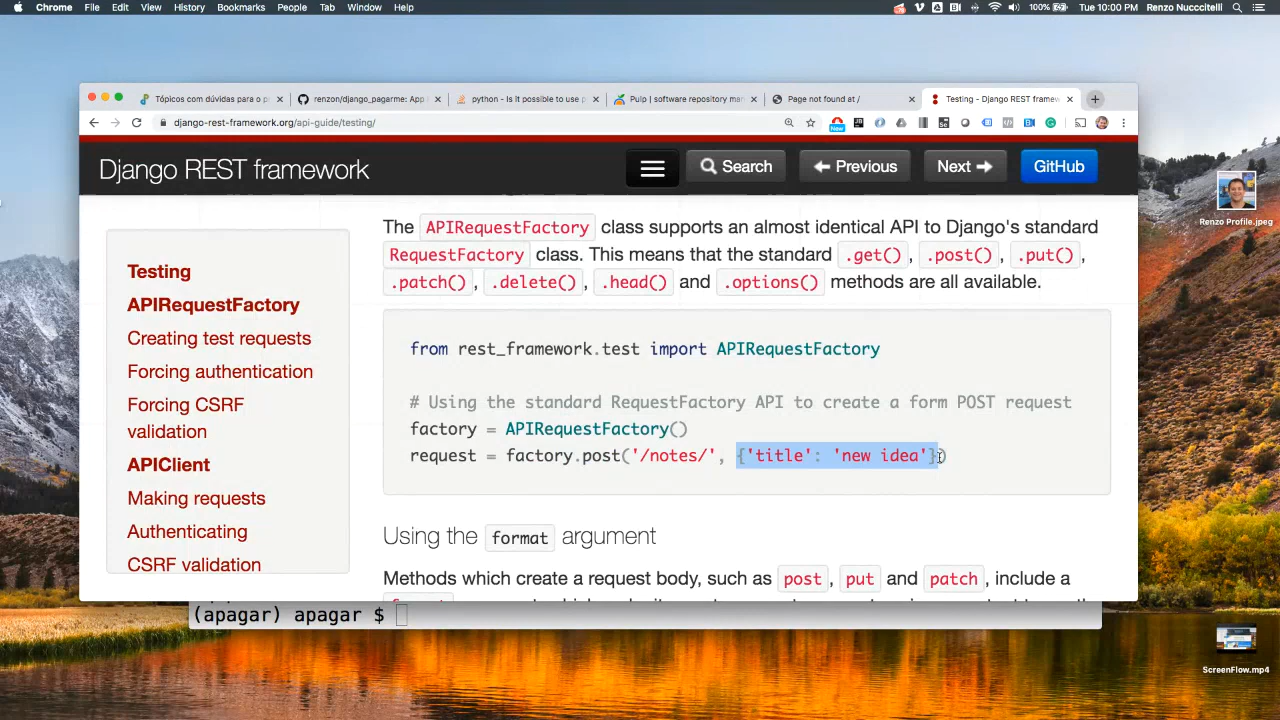 Chrome File Edit View History Bookmarks People Tab Window Help 100% Tue 10:00 PM Renzo Nuccitelli
Tópicos com dúvidas para o p
renzon/django_pagarme: App
python - Is it possible to use p
Pulp | software repository ma
Page not found at /
Testing - Django REST framew
django-rest-framework.org/api-guide/testing/
New
Django REST framework
Search
Previous
Next
GitHub
Testing
APIRequestFactory
Creating test requests
Forcing authentication
Forcing CSRF
validation
APIClient
Making requests
Authenticating
CSRF validation
The APIRequestFactory class supports an almost identical API to Django's standard
RequestFactory class. This means that the standard .get() , .post() , .put() ,
.patch() , .delete() , .head() and .options() methods are all available.
from rest_framework.test import APIRequestFactory
# Using the standard RequestFactory API to create a form POST request
factory = APIRequestFactory()
request = factory.post('/notes/', {'title': 'new idea'})
Using the format argument
Methods which create a request body, such as post , put and patch , include a
(apagar) apagar $
Renzo Profile.jpeg
ScreenFlow.mp4